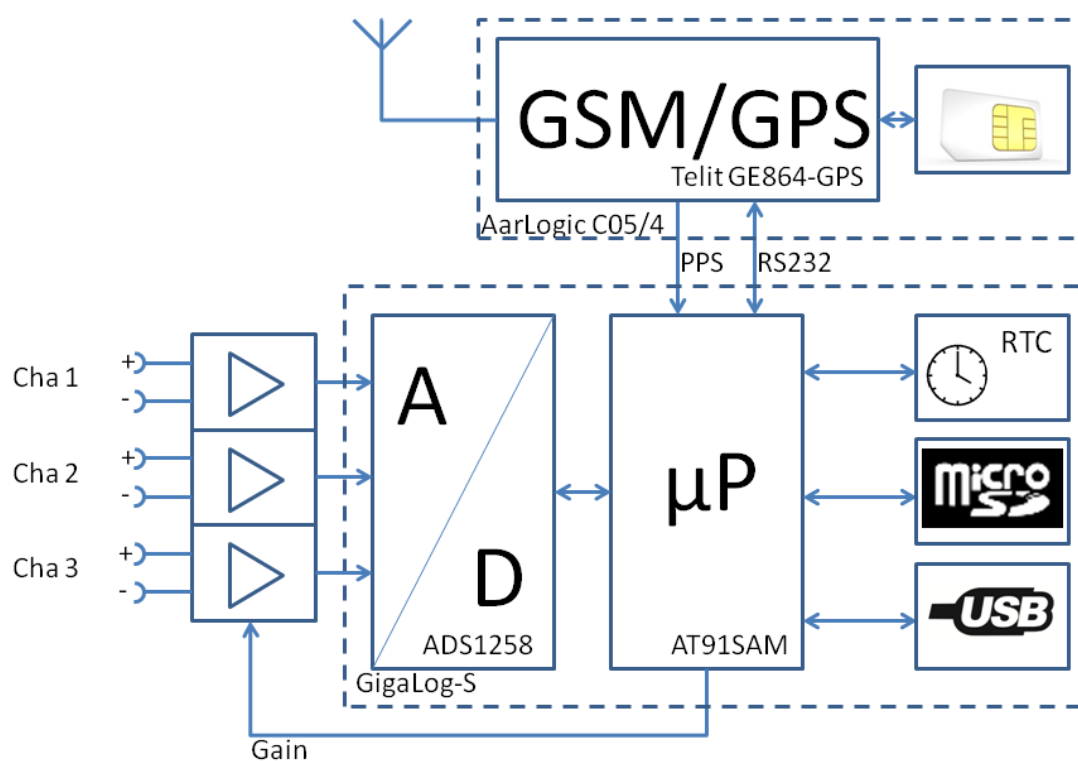 GSM/GPS
Telit GE864-GPS
AarLogic C05/4
PPS
RS232
Cha 1
+
-
Cha 2
+
-
Cha 3
+
-
A
D
ADS1258
GigaLog-S
µP
AT91SAM
RTC
micro
SD
USB
Gain